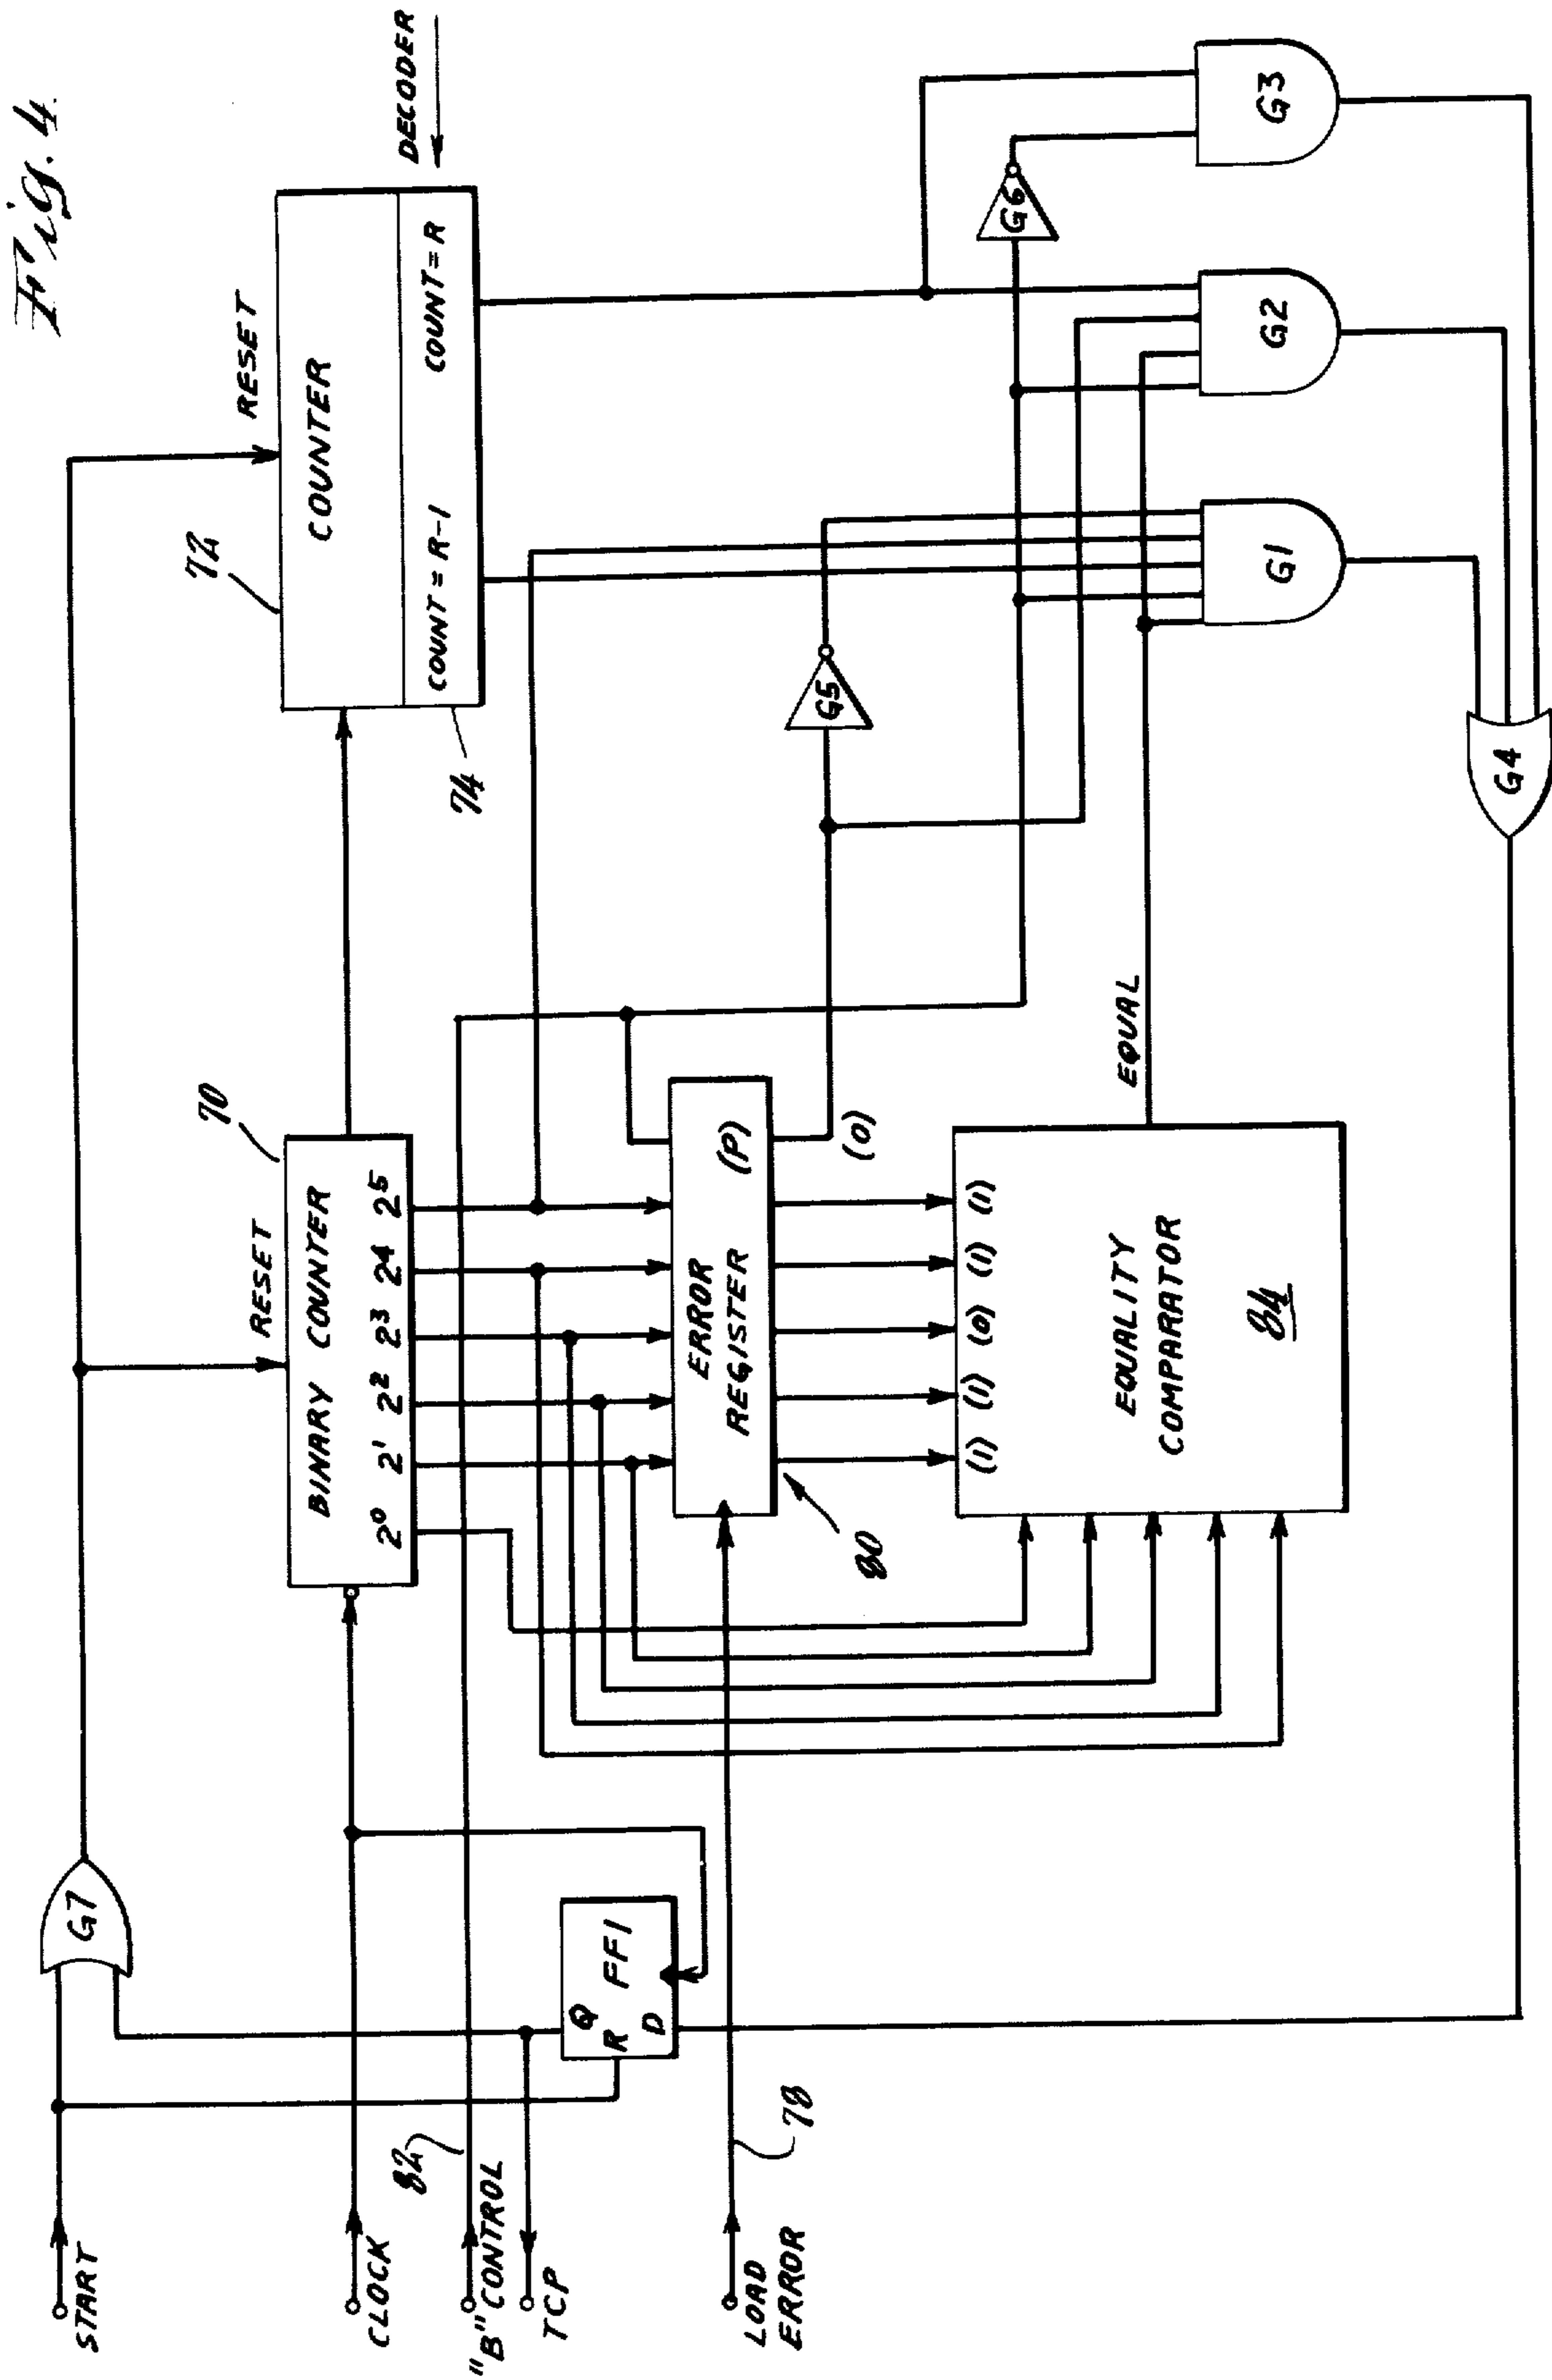 Fig. 4.
START
CLOCK
"B" CONTROL
TCP
LOAD
ERROR
82
78
G7
Q
R FF1
D
70
RESET
BINARY COUNTER
2⁰ 2¹ 2² 2³ 2⁴ 2⁵
72
RESET
COUNTER
COUNT = R-1 COUNT = R
74
DECODER
ERROR
REGISTER
(P)
80
(1) (1) (0) (1) (1) (0)
EQUALITY
COMPARATOR
84
EQUAL
G5
G6
G1
G2
G3
G4